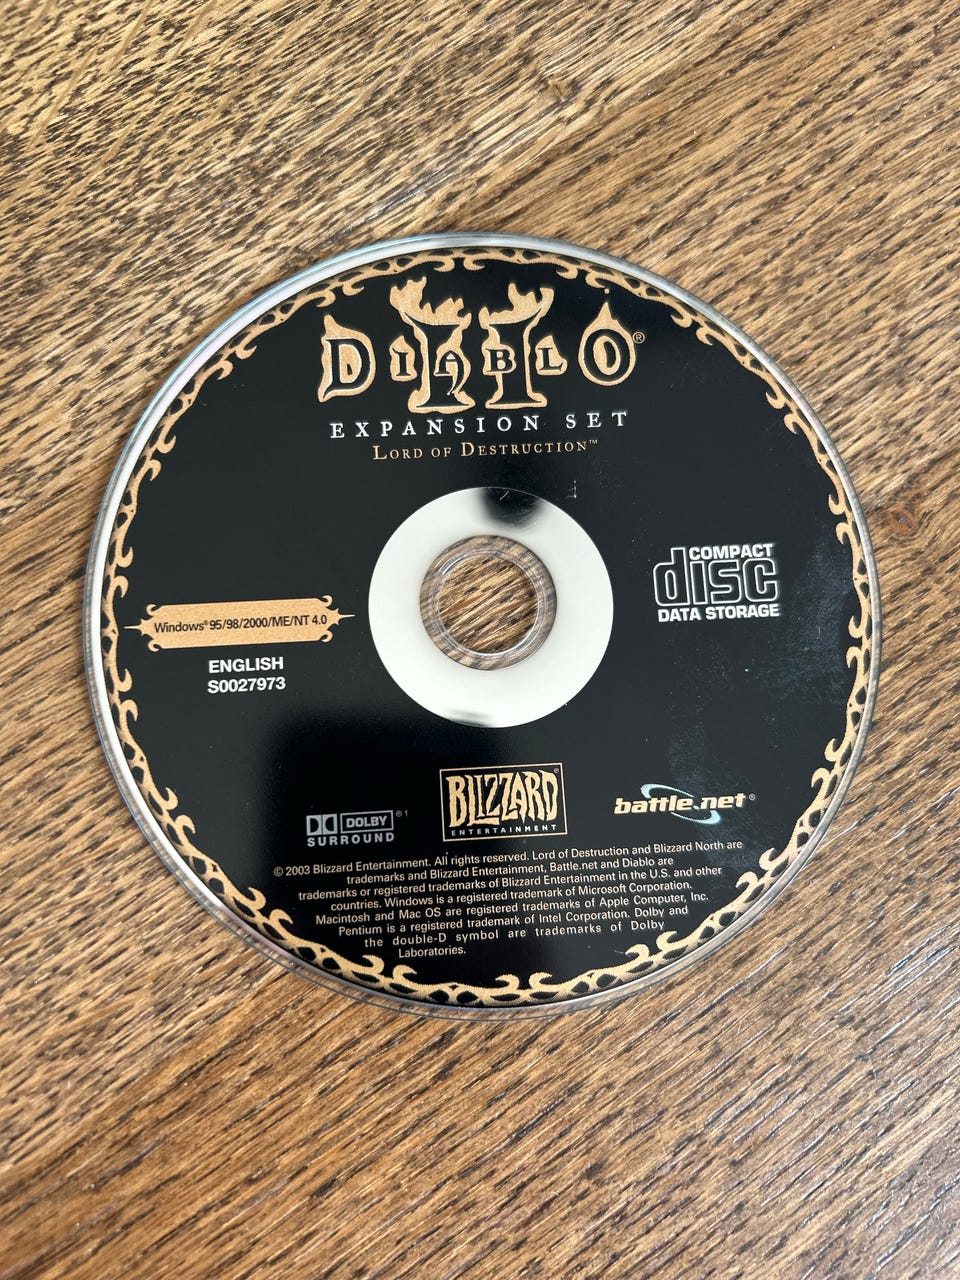 DIABLO II®
EXPANSION SET
LORD OF DESTRUCTION™
COMPACT
disc
DATA STORAGE
Windows® 95/98/2000/ME/NT 4.0
ENGLISH
S0027973
DOLBY ®†
SURROUND
BLIZZARD®
ENTERTAINMENT
battle.net®
© 2003 Blizzard Entertainment. All rights reserved. Lord of Destruction and Blizzard North are
trademarks and Blizzard Entertainment, Battle.net and Diablo are
trademarks or registered trademarks of Blizzard Entertainment in the U.S. and other
countries. Windows is a registered trademark of Microsoft Corporation.
Macintosh and Mac OS are registered trademarks of Apple Computer, Inc.
Pentium is a registered trademark of Intel Corporation. Dolby and
the double-D symbol are trademarks of Dolby
Laboratories.